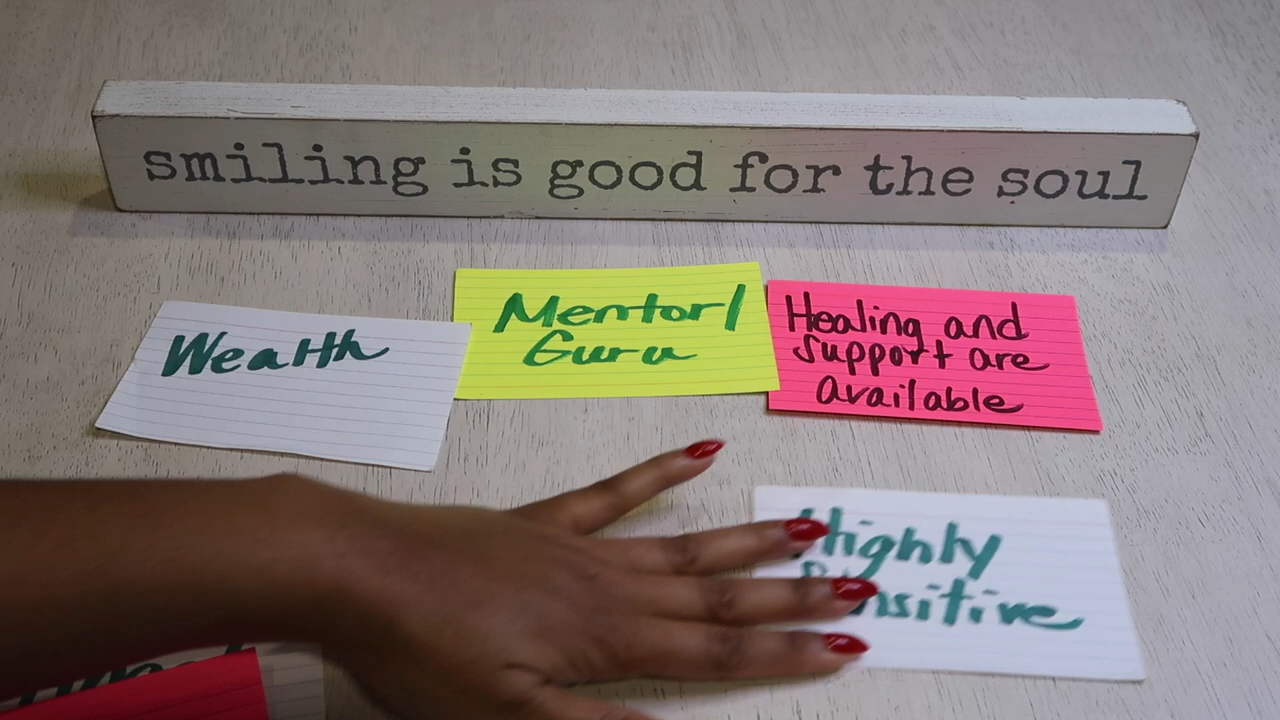 smiling is good for the soul
Wealth
Mentor/
Guru
Healing and
support are
available
Highly
Sensitive